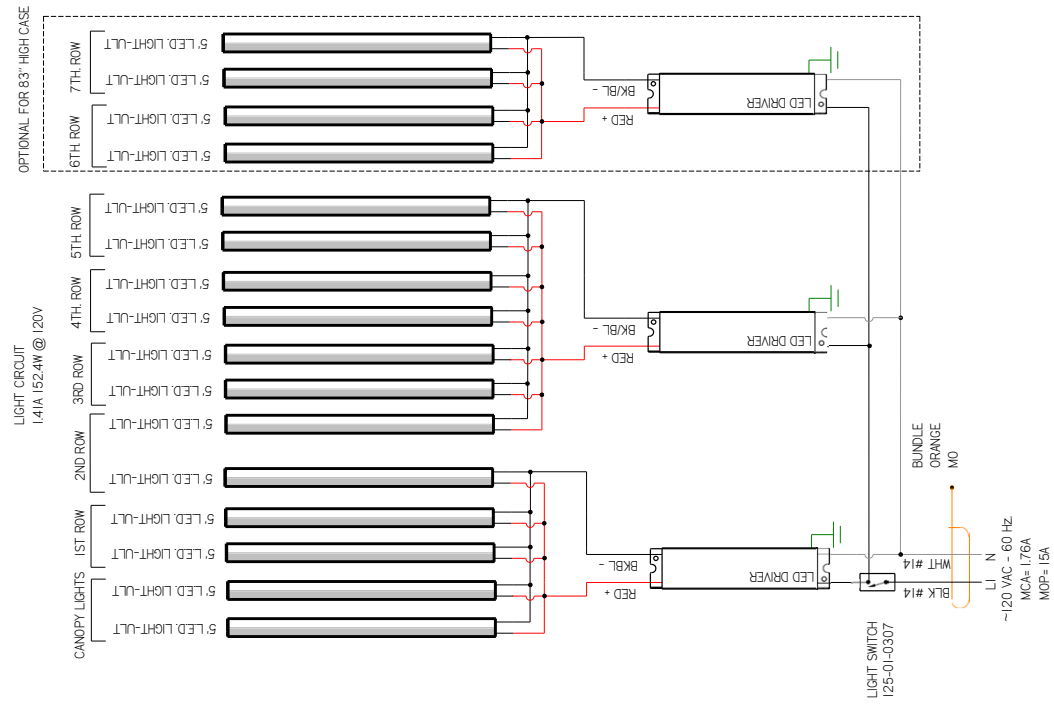 OPTIONAL FOR 83" HIGH CASE
7TH. ROW
5' L.E.D. LIGHT-ULT
5' L.E.D. LIGHT-ULT
6TH. ROW
5' L.E.D. LIGHT-ULT
5' L.E.D. LIGHT-ULT
BK/BL -
RED +
LED DRIVER
LIGHT CIRCUIT
1.41A 152.4W @ 120V
5TH. ROW
5' L.E.D. LIGHT-ULT
5' L.E.D. LIGHT-ULT
4TH. ROW
5' L.E.D. LIGHT-ULT
5' L.E.D. LIGHT-ULT
3RD ROW
5' L.E.D. LIGHT-ULT
5' L.E.D. LIGHT-ULT
2ND ROW
5' L.E.D. LIGHT-ULT
5' L.E.D. LIGHT-ULT
BK/BL -
RED +
LED DRIVER
1ST ROW
5' L.E.D. LIGHT-ULT
5' L.E.D. LIGHT-ULT
CANOPY LIGHTS
5' L.E.D. LIGHT-ULT
5' L.E.D. LIGHT-ULT
BK/BL -
RED +
LED DRIVER
BUNDLE
ORANGE
MO
WHT #14
BLK #14
N
L1
~120 VAC - 60 Hz.
MCA= 1.76A
MOP= 15A
LIGHT SWITCH
125-01-0307